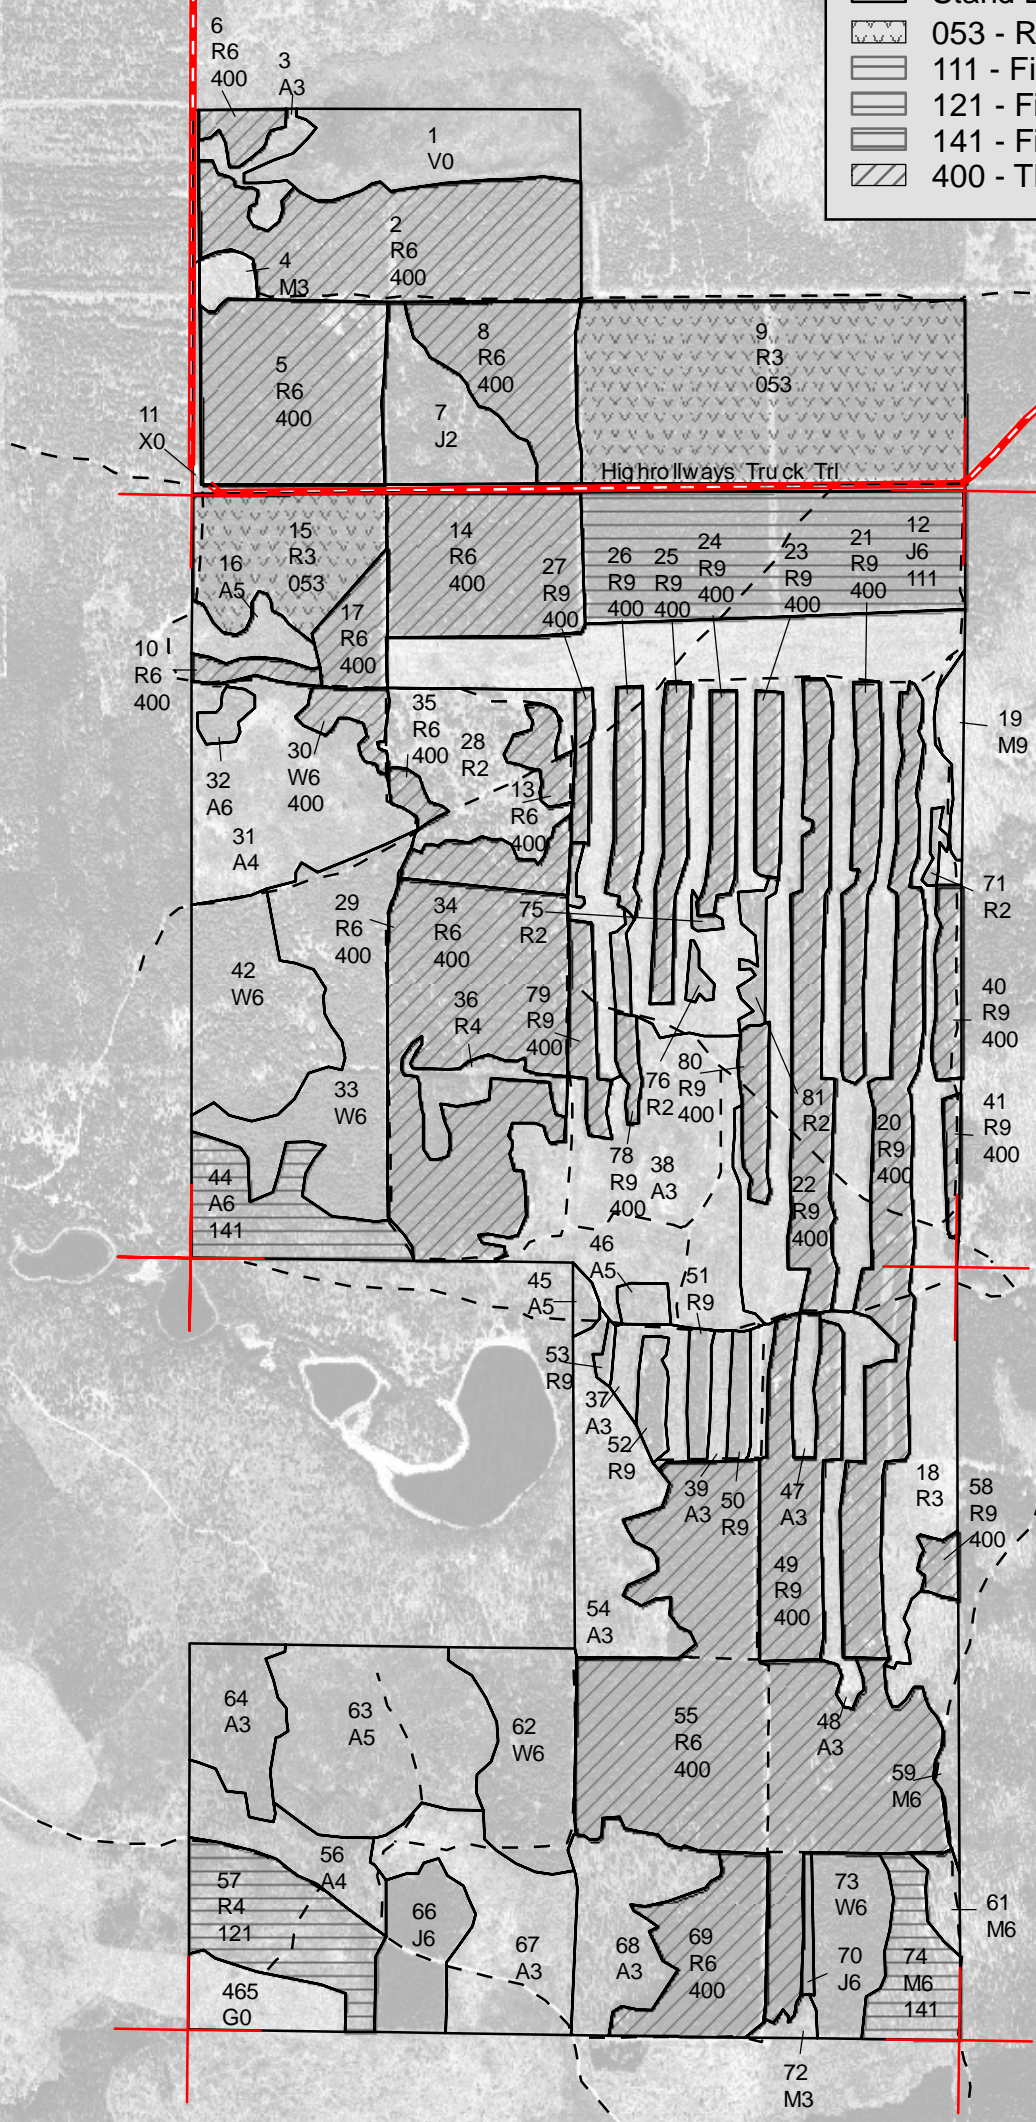 Stand
053 - R
111 - Fi
121 - Fi
141 - Fi
400 - Th
6
R6
400
3
A3
1
V0
2
R6
400
4
M3
8
R6
400
9
R3
053
5
R6
400
7
J2
11
X0
Highrollways Truck Trl
15
R3
053
14
R6
400
12
J6
111
16
A5
27
R9
400
26
R9
400
25
R9
400
24
R9
400
23
R9
400
21
R9
400
17
R6
400
10
R6
400
35
R6
400
28
R2
19
M9
30
W6
400
32
A6
13
R6
400
31
A4
71
R2
29
R6
400
34
R6
400
75
R2
42
W6
36
R4
79
R9
400
40
R9
400
33
W6
76
R2
80
R9
400
81
R2
41
R9
400
20
R9
400
44
A6
141
78
R9
400
38
A3
22
R9
400
46
A5
45
A5
51
R9
53
R9
37
A3
52
R9
39
A3
50
R9
47
A3
18
R3
58
R9
400
49
R9
400
54
A3
64
A3
63
A5
62
W6
55
R6
400
48
A3
59
M6
56
A4
57
R4
121
66
J6
67
A3
68
A3
69
R6
400
73
W6
70
J6
74
M6
141
61
M6
465
G0
72
M3